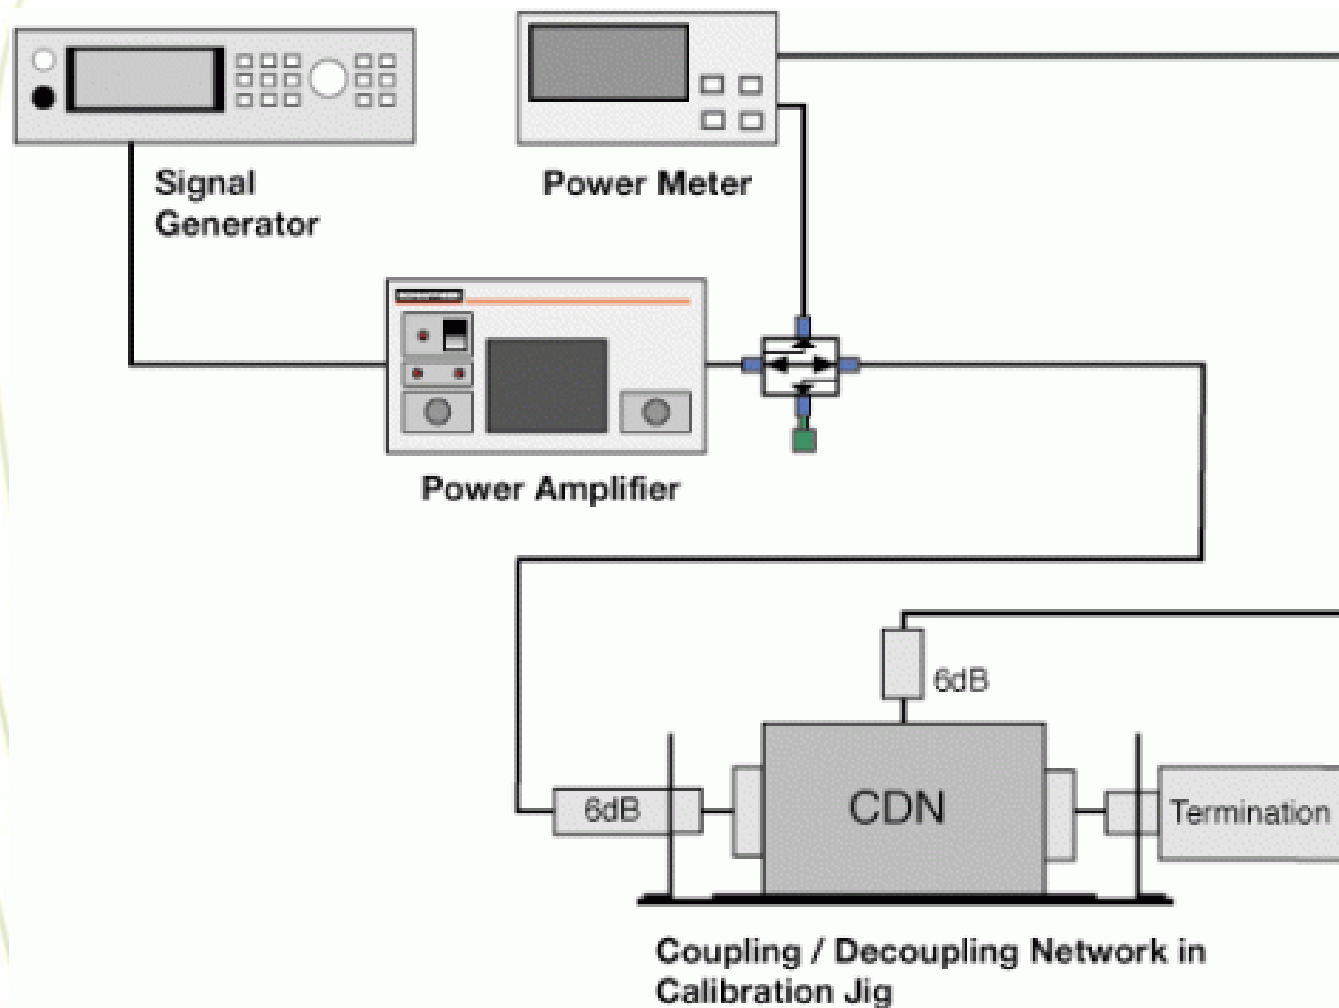 Signal
Generator
Power Meter
Power Amplifier
6dB
6dB
CDN
Termination
Coupling / Decoupling Network in
Calibration Jig